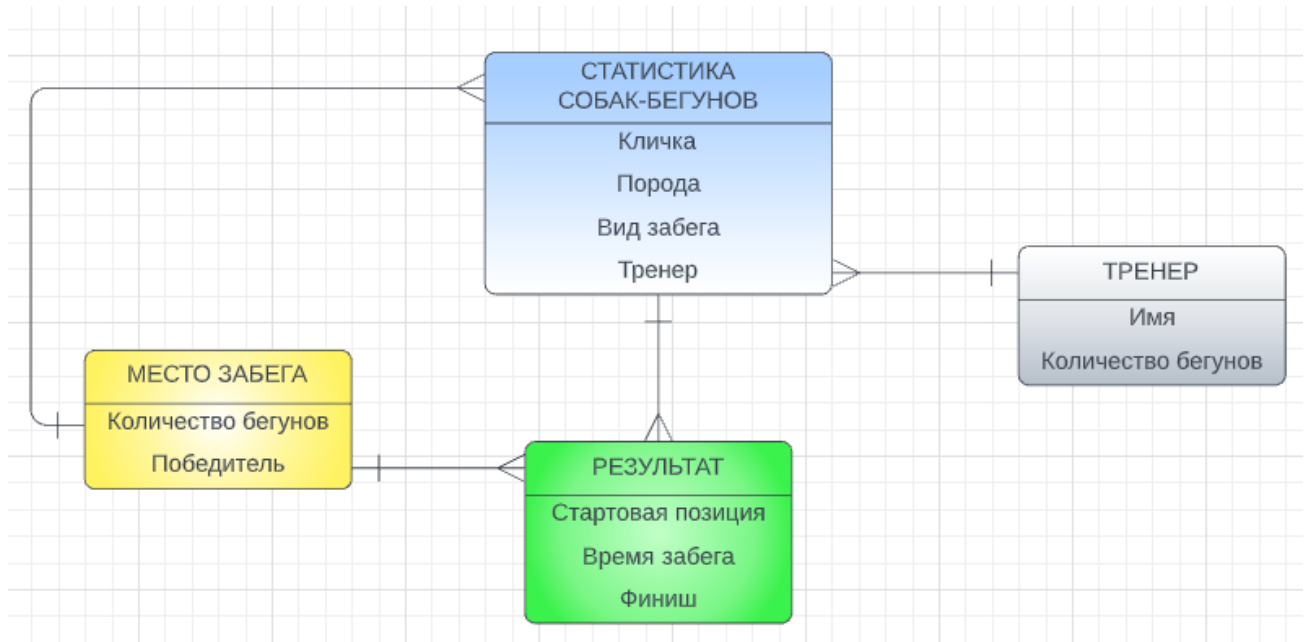 СТАТИСТИКА
СОБАК-БЕГУНОВ
Кличка
Порода
Вид забега
Тренер
ТРЕНЕР
Имя
Количество бегунов
МЕСТО ЗАБЕГА
Количество бегунов
Победитель
РЕЗУЛЬТАТ
Стартовая позиция
Время забега
Финиш